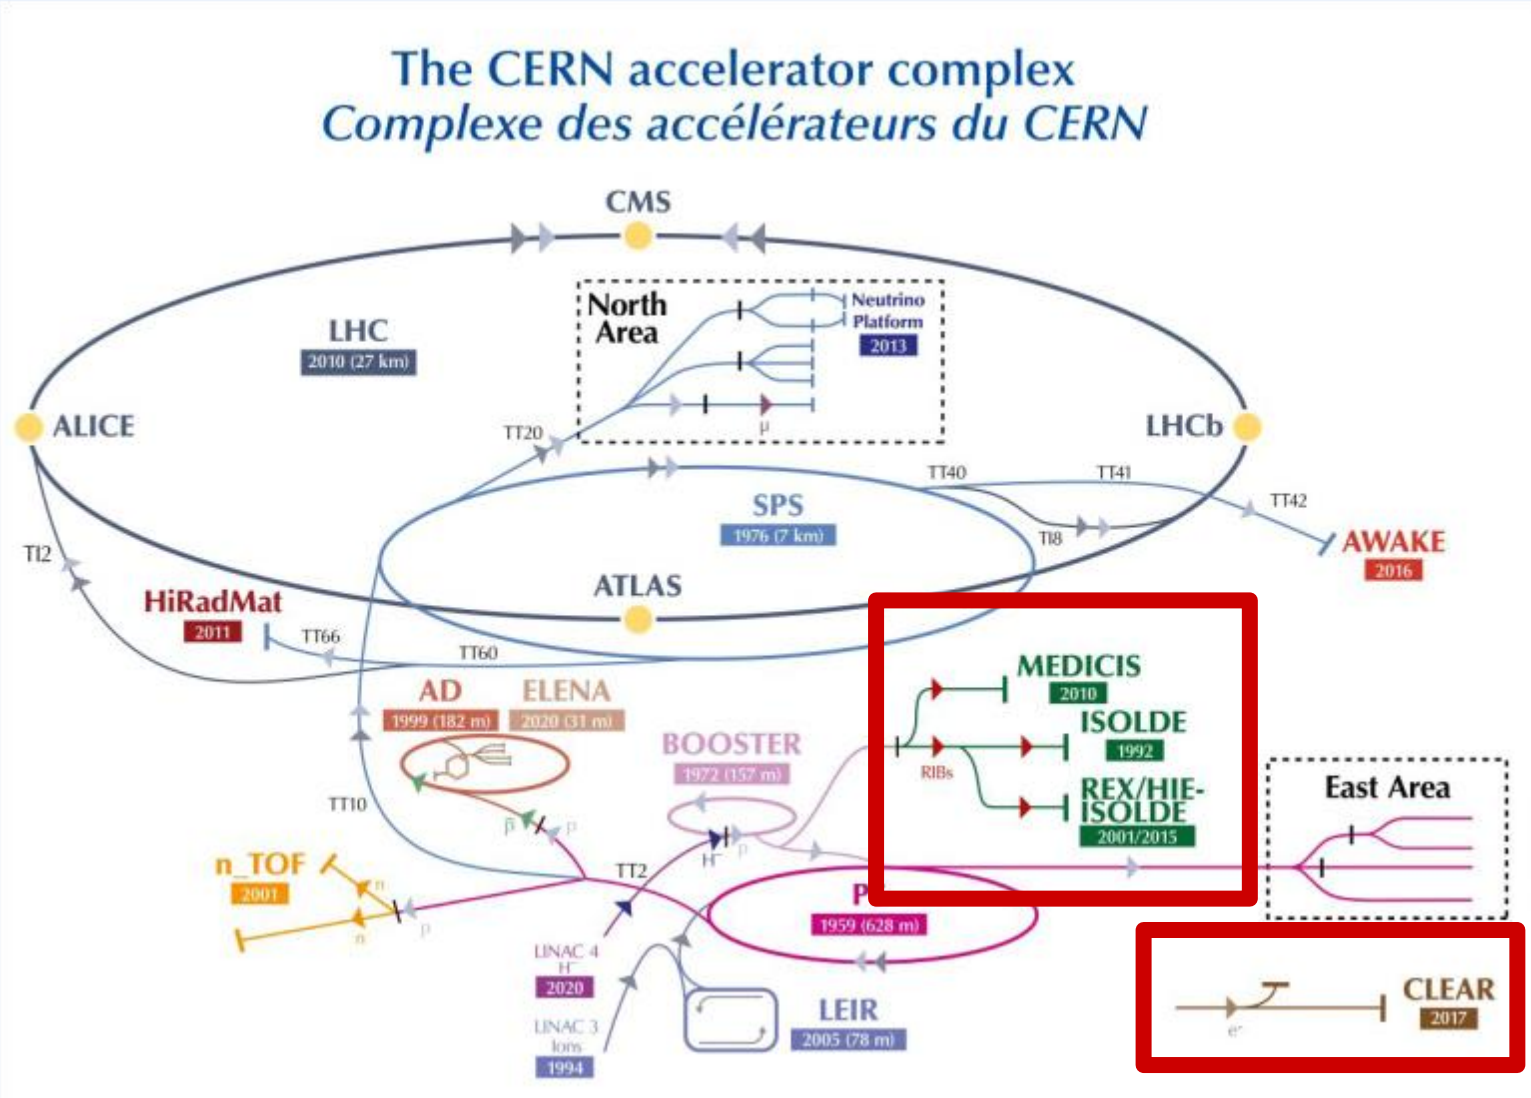 The CERN accelerator complex
Complexe des accélérateurs du CERN
CMS
North
Area
Neutrino
Platform
2013
LHC
2010 (27 km)
μ
ALICE
LHCb
TT20
TT40
TT41
TT42
SPS
1976 (7 km)
TI8
AWAKE
2016
TI2
ATLAS
HiRadMat
2011
TT66
TT60
MEDICIS
2010
AD
1999 (182 m)
ELENA
2020 (31 m)
ISOLDE
1992
BOOSTER
1972 (157 m)
RIBs
REX/HIE-
ISOLDE
2001/2015
East Area
TT10
p̄
p
H⁻
p
n_TOF
2001
n
n
p
TT2
P
1959 (628 m)
LINAC 4
H⁻
2020
LINAC 3
Ions
1994
LEIR
2005 (78 m)
CLEAR
2017
e⁻